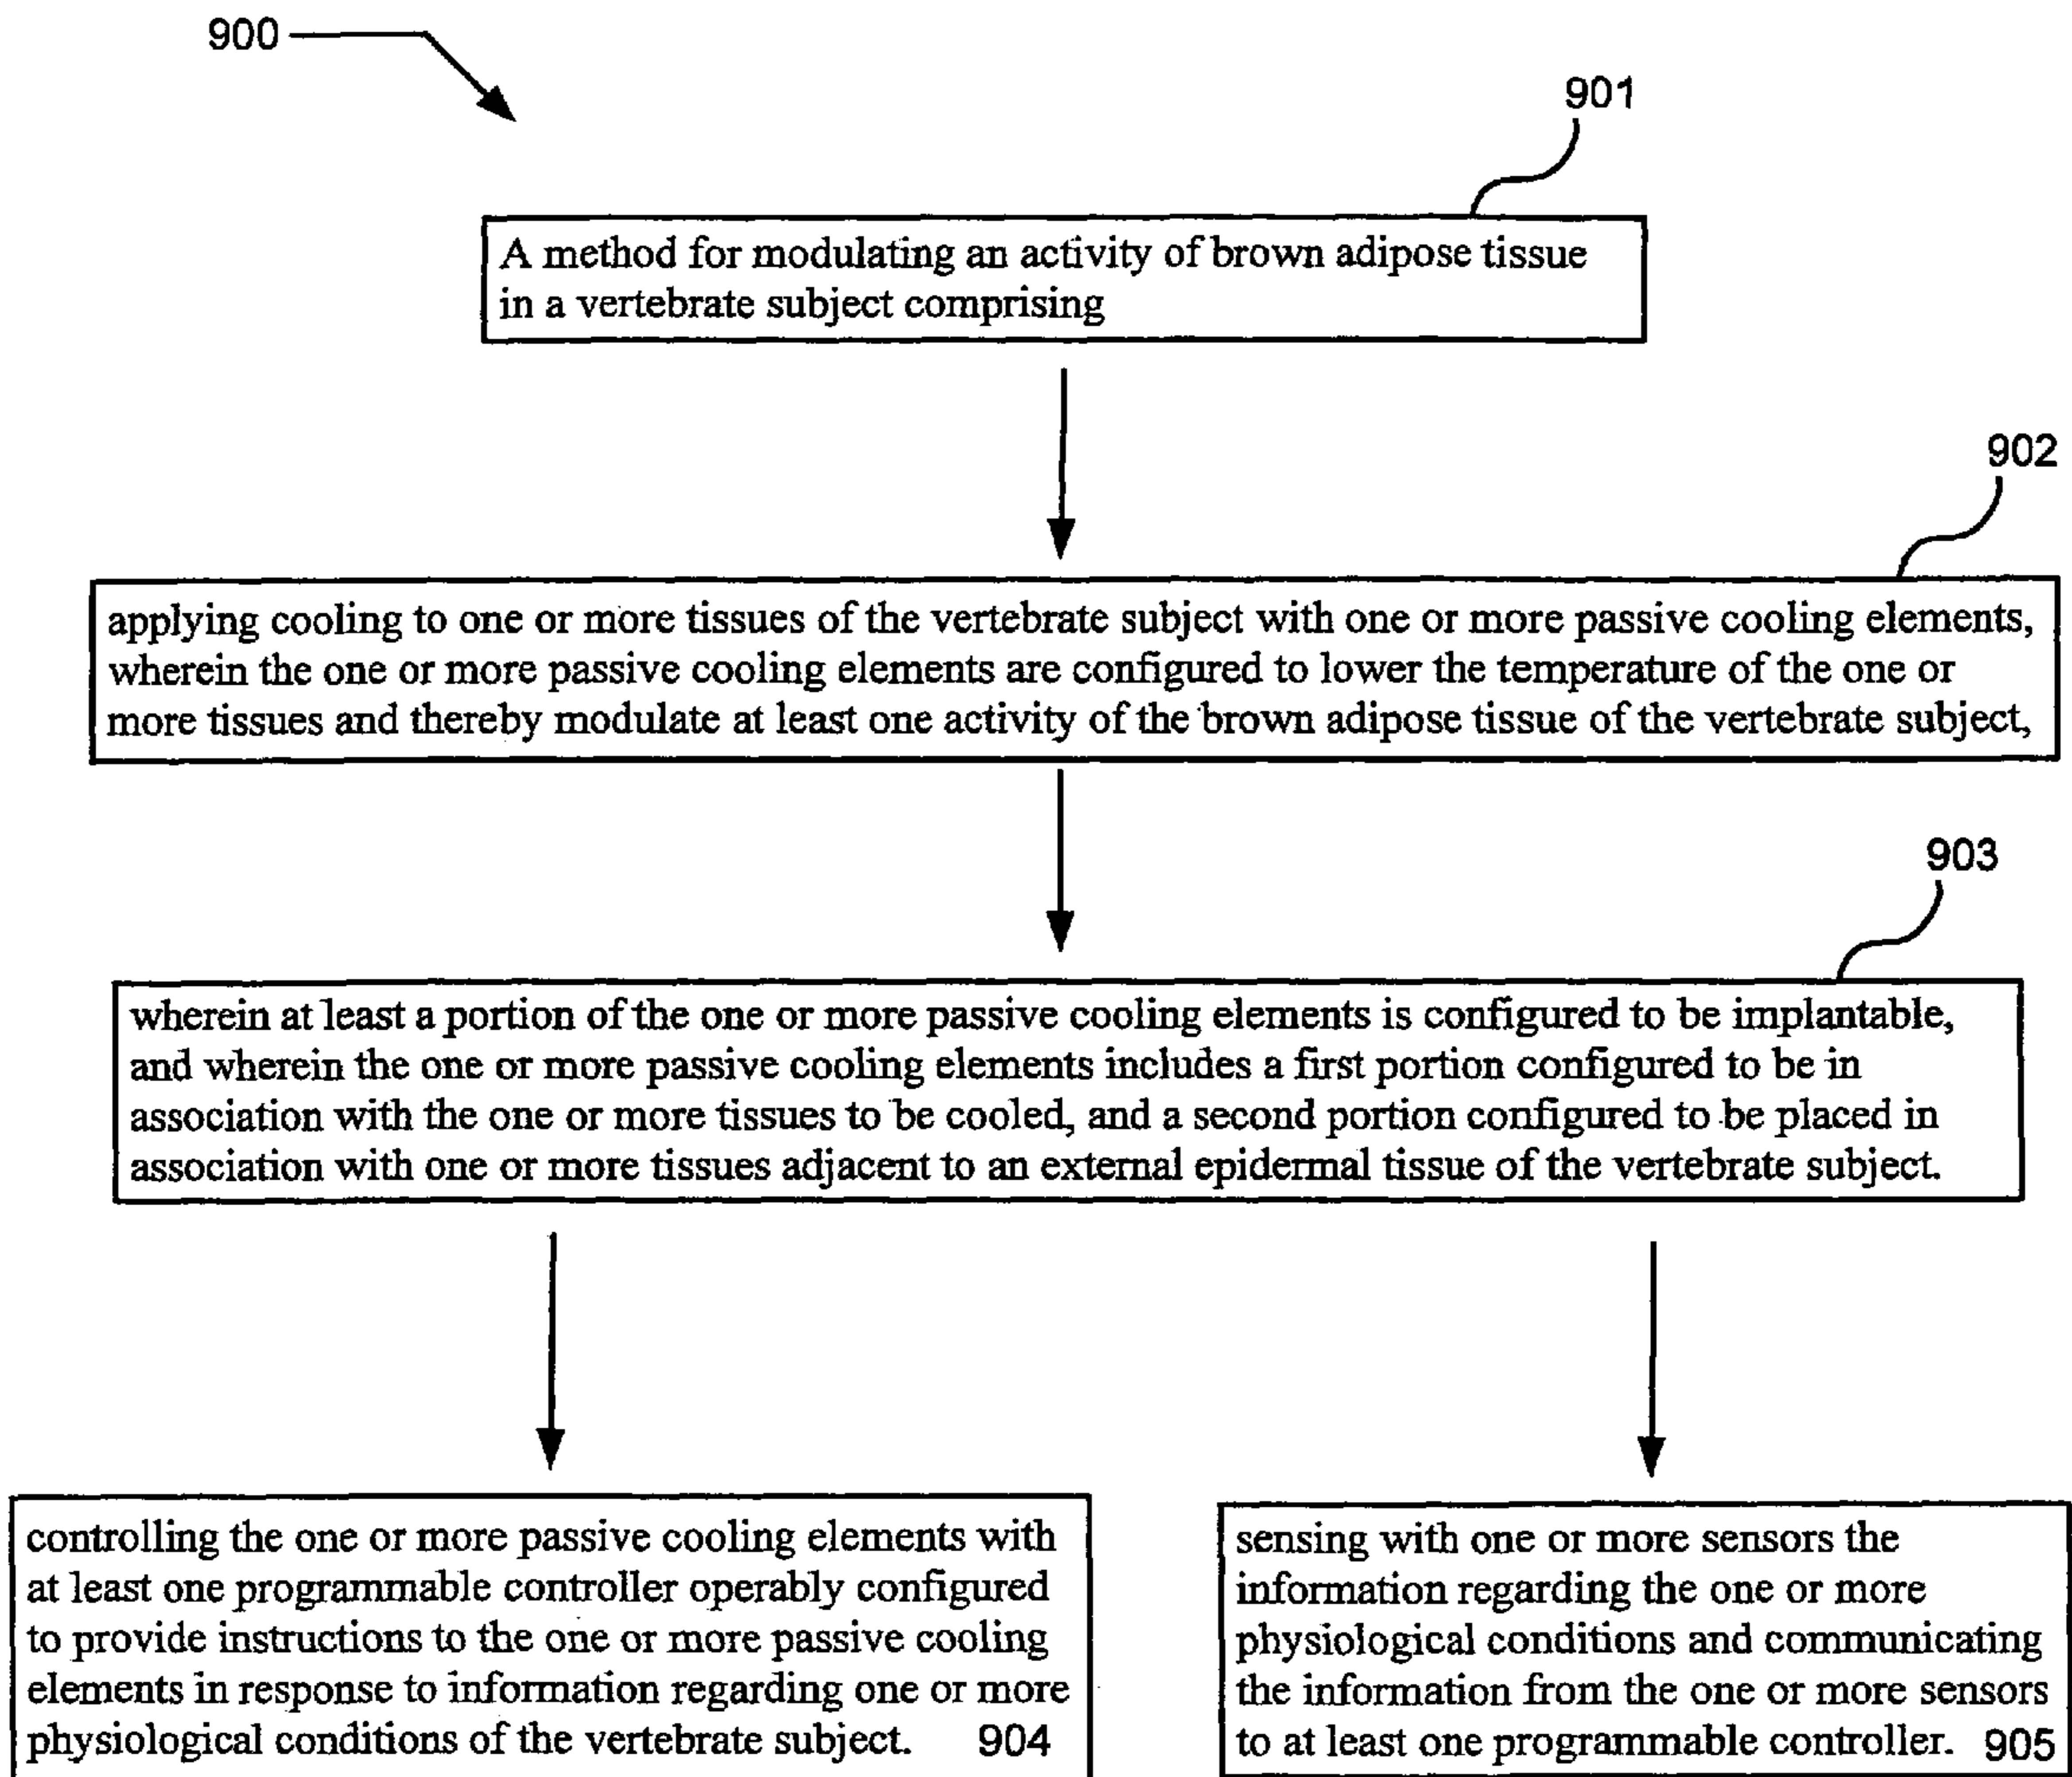 900
901
A method for modulating an activity of brown adipose tissue
in a vertebrate subject comprising
902
applying cooling to one or more tissues of the vertebrate subject with one or more passive cooling elements,
wherein the one or more passive cooling elements are configured to lower the temperature of the one or
more tissues and thereby modulate at least one activity of the brown adipose tissue of the vertebrate subject,
903
wherein at least a portion of the one or more passive cooling elements is configured to be implantable,
and wherein the one or more passive cooling elements includes a first portion configured to be in
association with the one or more tissues to be cooled, and a second portion configured to be placed in
association with one or more tissues adjacent to an external epidermal tissue of the vertebrate subject.
controlling the one or more passive cooling elements with
at least one programmable controller operably configured
to provide instructions to the one or more passive cooling
elements in response to information regarding one or more
physiological conditions of the vertebrate subject. 904
sensing with one or more sensors the
information regarding the one or more
physiological conditions and communicating
the information from the one or more sensors
to at least one programmable controller. 905